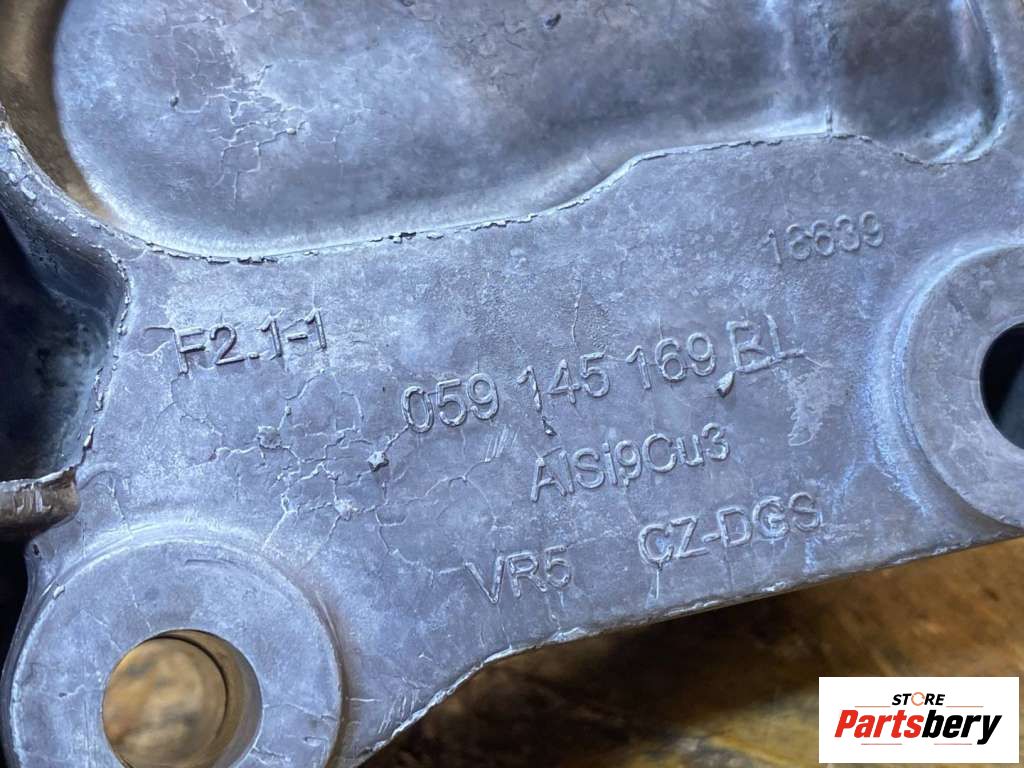 18639
F2.1-1
059 145 169 BL
AlSi9Cu3
VR5 CZ-DGS
STORE
Partsbery